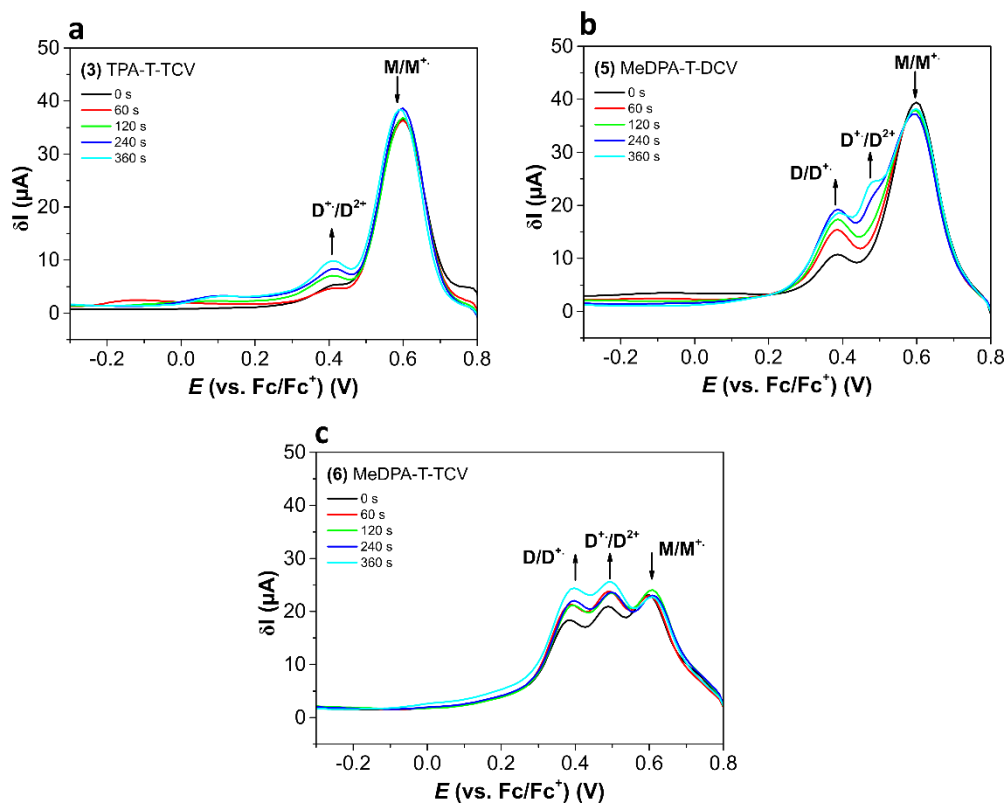 a
(3) TPA-T-TCV
0 s
60 s
120 s
240 s
360 s
M/M+.
D+./D2+
50
40
30
20
10
0
δI (µA)
-0.2 0.0 0.2 0.4 0.6 0.8
E (vs. Fc/Fc+) (V)
b
(5) MeDPA-T-DCV
0 s
60 s
120 s
240 s
360 s
M/M+.
D+./D2+
D/D+.
50
40
30
20
10
0
δI (µA)
-0.2 0.0 0.2 0.4 0.6 0.8
E (vs. Fc/Fc+) (V)
c
(6) MeDPA-T-TCV
0 s
60 s
120 s
240 s
360 s
D/D+. D+./D2+ M/M+.
50
40
30
20
10
0
δI (µA)
-0.2 0.0 0.2 0.4 0.6 0.8
E (vs. Fc/Fc+) (V)